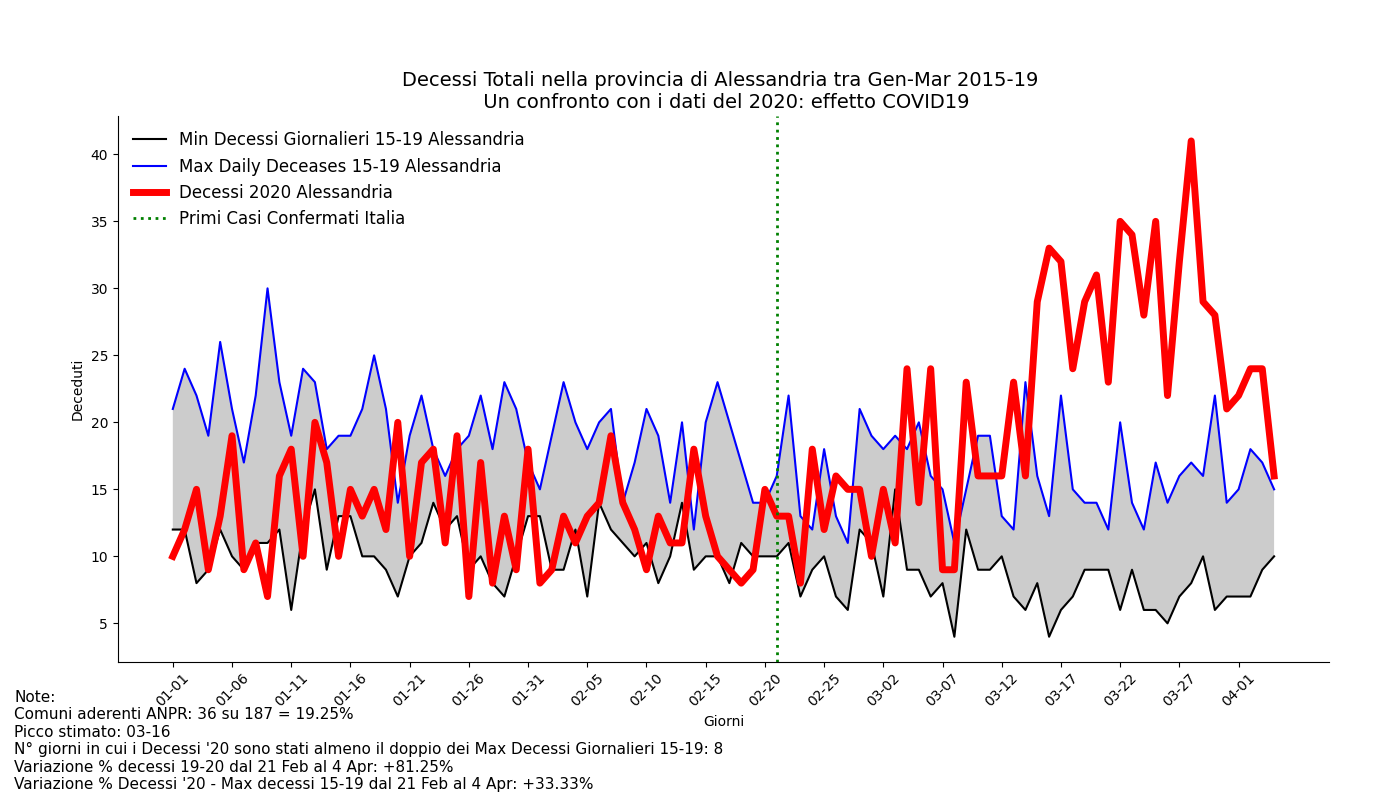 Decessi Totali nella provincia di Alessandria tra Gen-Mar 2015-19
Un confronto con i dati del 2020: effetto COVID19
Min Decessi Giornalieri 15-19 Alessandria
Max Daily Deceases 15-19 Alessandria
Decessi 2020 Alessandria
Primi Casi Confermati Italia
Deceduti
40
35
30
25
20
15
10
5
01-01
01-06
01-11
01-16
01-21
01-26
01-31
02-05
02-10
02-15
02-20
02-25
03-02
03-07
03-12
03-17
03-22
03-27
04-01
Giorni
Note:
Comuni aderenti ANPR: 36 su 187 = 19.25%
Picco stimato: 03-16
N° giorni in cui i Decessi '20 sono stati almeno il doppio dei Max Decessi Giornalieri 15-19: 8
Variazione % decessi 19-20 dal 21 Feb al 4 Apr: +81.25%
Variazione % Decessi '20 - Max decessi 15-19 dal 21 Feb al 4 Apr: +33.33%